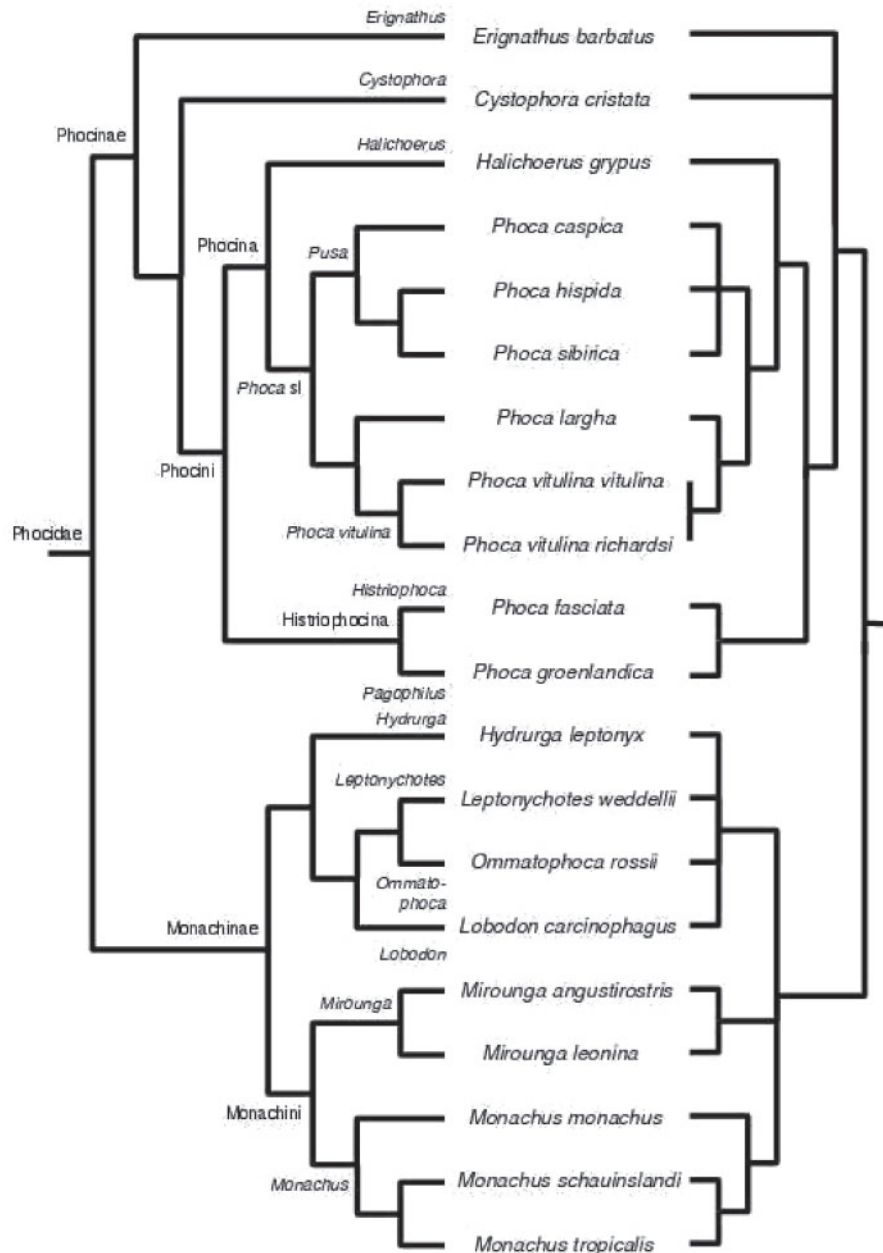 Erignathus
Erignathus barbatus
Cystophora
Cystophora cristata
Phocinae
Halichoerus
Halichoerus grypus
Phoca caspica
Phocina
Pusa
Phoca hispida
Phoca sibirica
Phoca sl
Phoca largha
Phocini
Phoca vitulina vitulina
Phocidae
Phoca vitulina
Phoca vitulina richardsi
Histriophoca
Phoca fasciata
Histriophocina
Phoca groenlandica
Pagophilus
Hydrurga
Hydrurga leptonyx
Leptonychotes
Leptonychotes weddellii
Ommatophoca rossii
Ommato-
phoca
Monachinae
Lobodon carcinophagus
Lobodon
Mirounga
Mirounga angustirostris
Mirounga leonina
Monachini
Monachus monachus
Monachus
Monachus schauinslandi
Monachus tropicalis